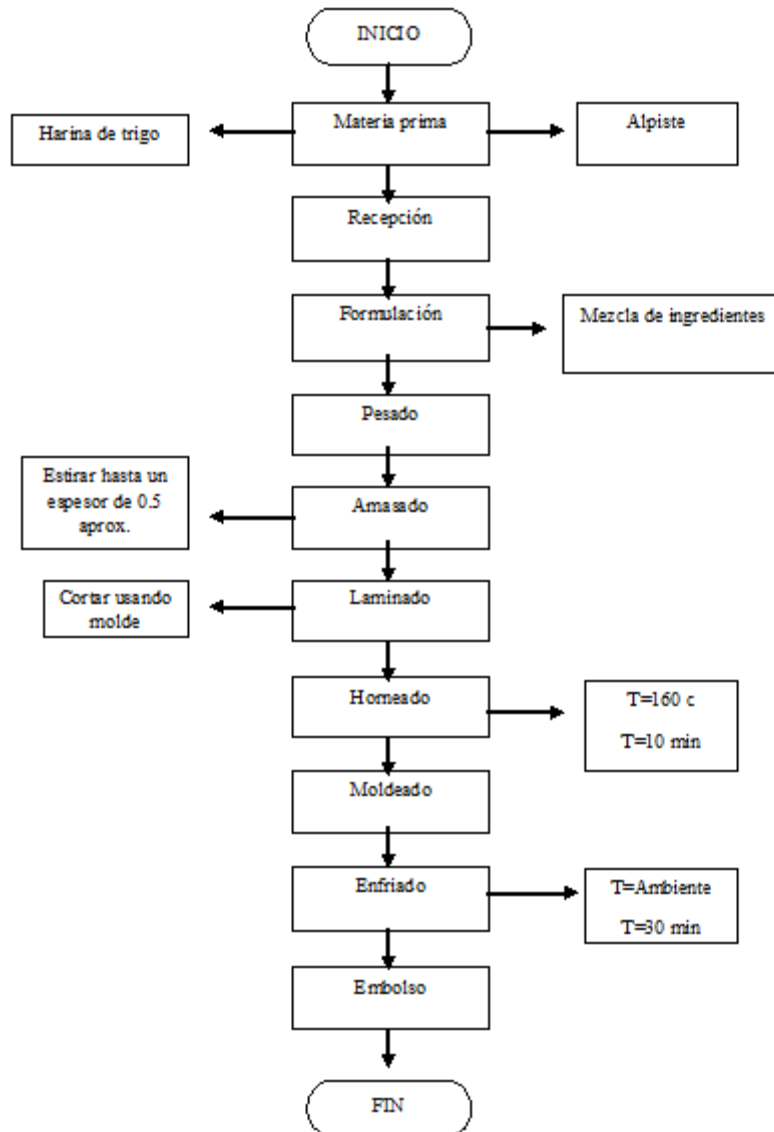 INICIO
Harina de trigo
Materia prima
Alpiste
Recepción
Formulación
Mezcla de ingredientes
Pesado
Estirar hasta un
espesor de 0.5
aprox.
Amasado
Cortar usando
molde
Laminado
Horneado
T=160 c
T=10 min
Moldeado
Enfriado
T=Ambiente
T=30 min
Embolso
FIN